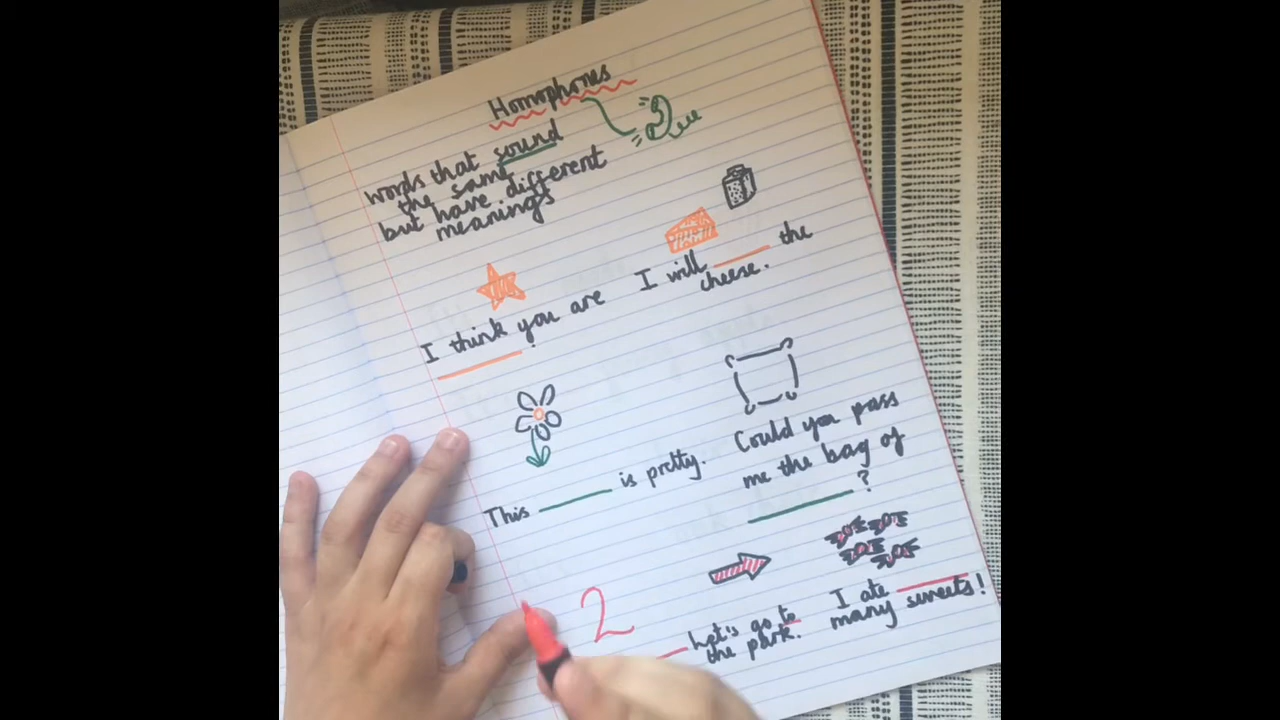 Homophones
words that sound
the same
but have different
meanings
I think you are
.
I will the
cheese.
This is pretty.
Could you pass
me the bag of
?
2
Let's go to
the park.
I ate
many sweets!